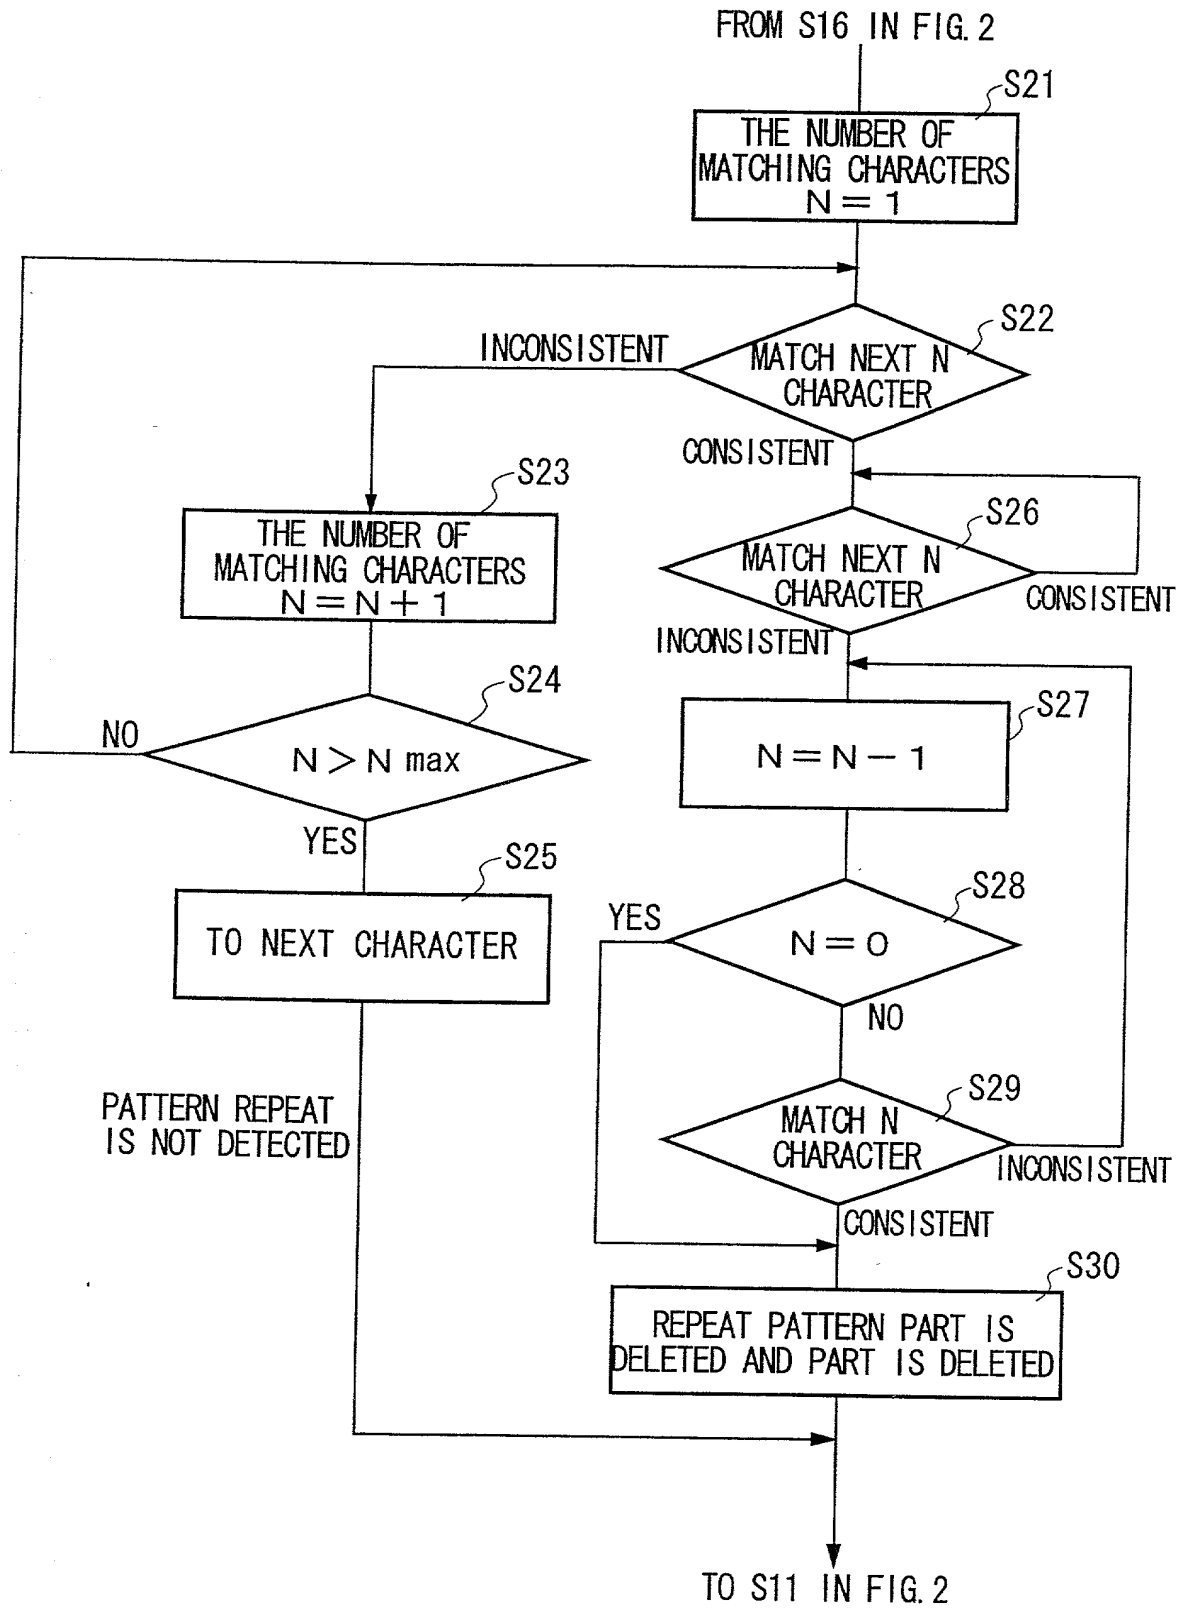 FROM S16 IN FIG. 2
S21
THE NUMBER OF
MATCHING CHARACTERS
N = 1
S22
INCONSISTENT
MATCH NEXT N
CHARACTER
CONSISTENT
S23
THE NUMBER OF
MATCHING CHARACTERS
N = N + 1
S26
MATCH NEXT N
CHARACTER
CONSISTENT
INCONSISTENT
S24
NO
N > N max
YES
S27
N = N - 1
S25
TO NEXT CHARACTER
S28
YES
N = 0
NO
PATTERN REPEAT
IS NOT DETECTED
S29
MATCH N
CHARACTER
INCONSISTENT
CONSISTENT
S30
REPEAT PATTERN PART IS
DELETED AND PART IS DELETED
TO S11 IN FIG. 2